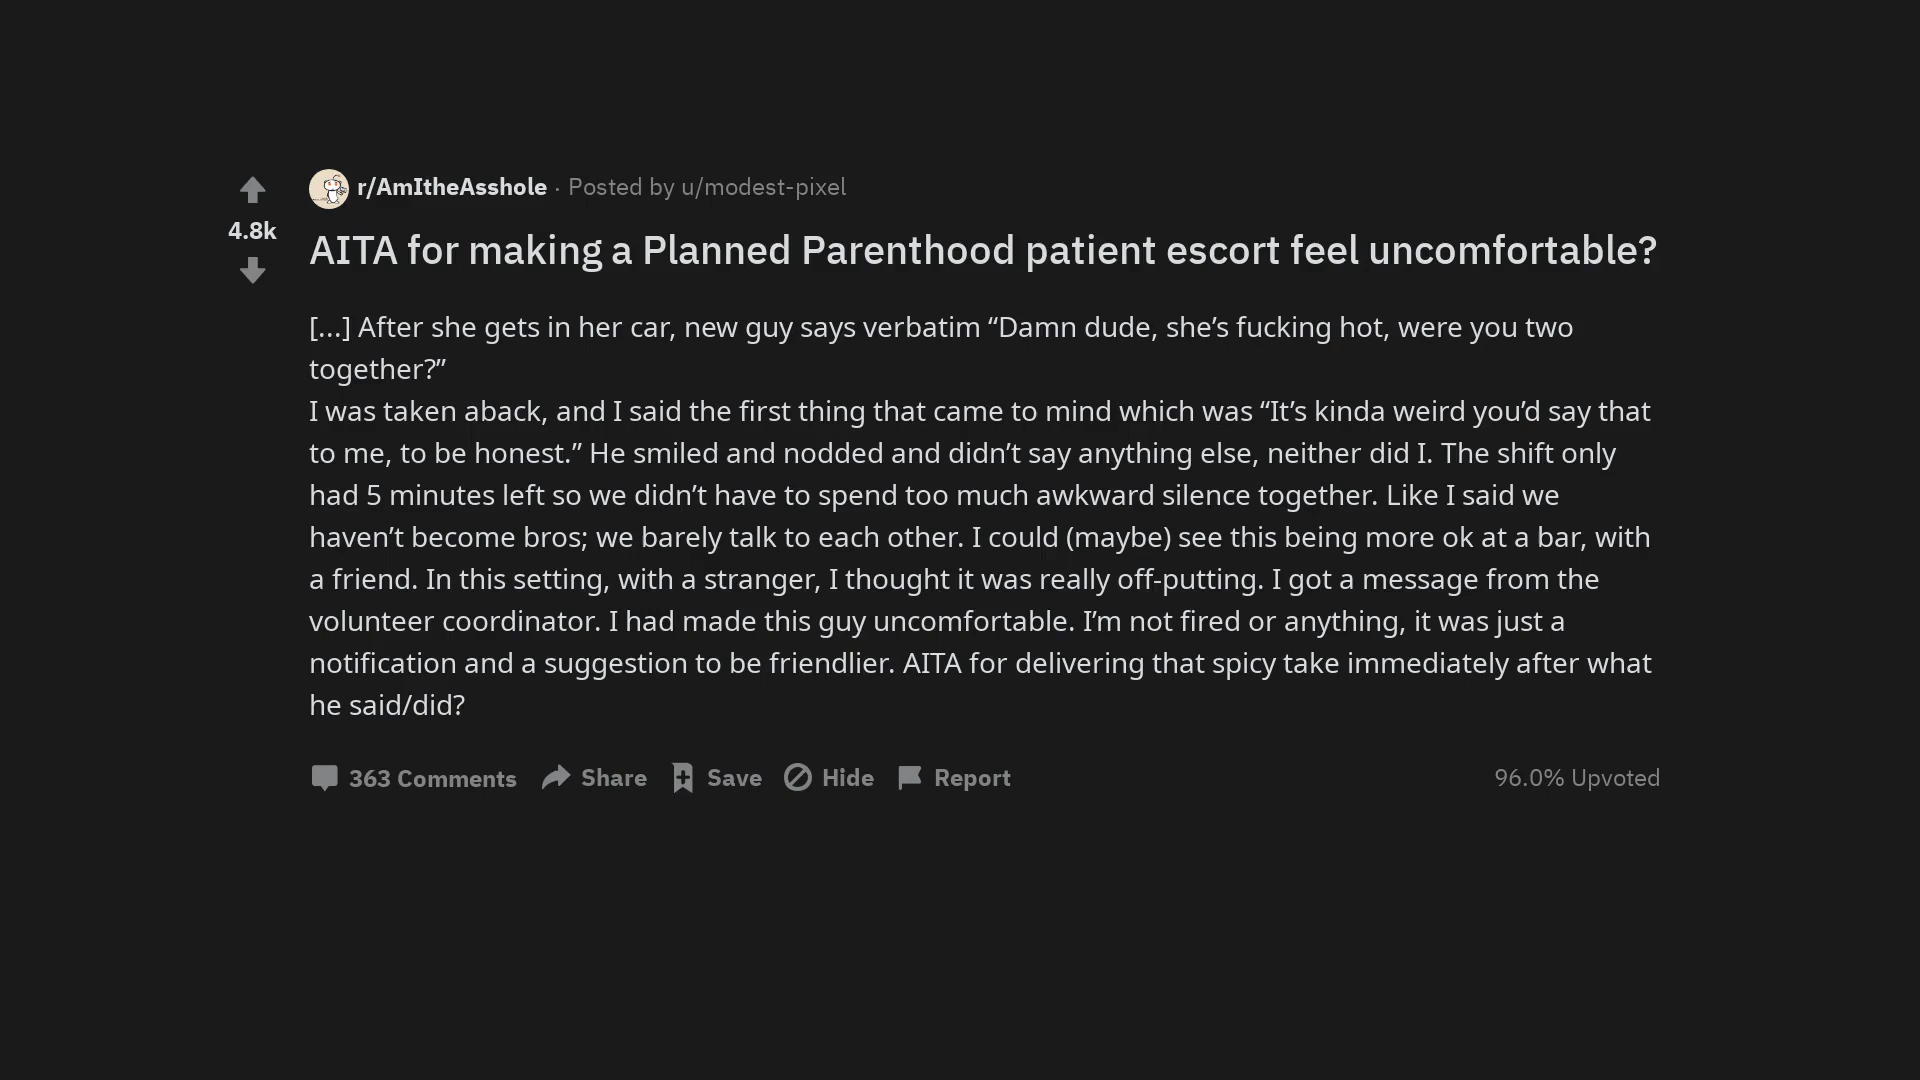 r/AmItheAsshole · Posted by u/modest-pixel
4.8k
AITA for making a Planned Parenthood patient escort feel uncomfortable?
[...] After she gets in her car, new guy says verbatim “Damn dude, she’s fucking hot, were you two
together?”
I was taken aback, and I said the first thing that came to mind which was “It’s kinda weird you’d say that
to me, to be honest.” He smiled and nodded and didn’t say anything else, neither did I. The shift only
had 5 minutes left so we didn’t have to spend too much awkward silence together. Like I said we
haven’t become bros; we barely talk to each other. I could (maybe) see this being more ok at a bar, with
a friend. In this setting, with a stranger, I thought it was really off-putting. I got a message from the
volunteer coordinator. I had made this guy uncomfortable. I’m not fired or anything, it was just a
notification and a suggestion to be friendlier. AITA for delivering that spicy take immediately after what
he said/did?
363 Comments Share Save Hide Report 96.0% Upvoted